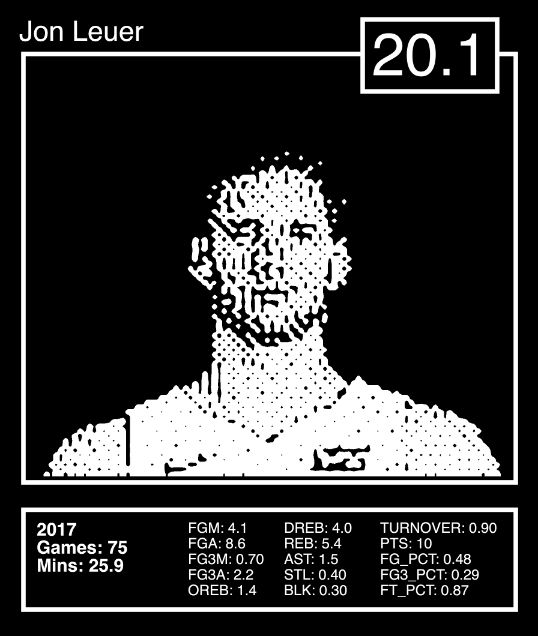 Jon Leuer
20.1
2017
Games: 75
Mins: 25.9
FGM: 4.1
FGA: 8.6
FG3M: 0.70
FG3A: 2.2
OREB: 1.4
DREB: 4.0
REB: 5.4
AST: 1.5
STL: 0.40
BLK: 0.30
TURNOVER: 0.90
PTS: 10
FG_PCT: 0.48
FG3_PCT: 0.29
FT_PCT: 0.87